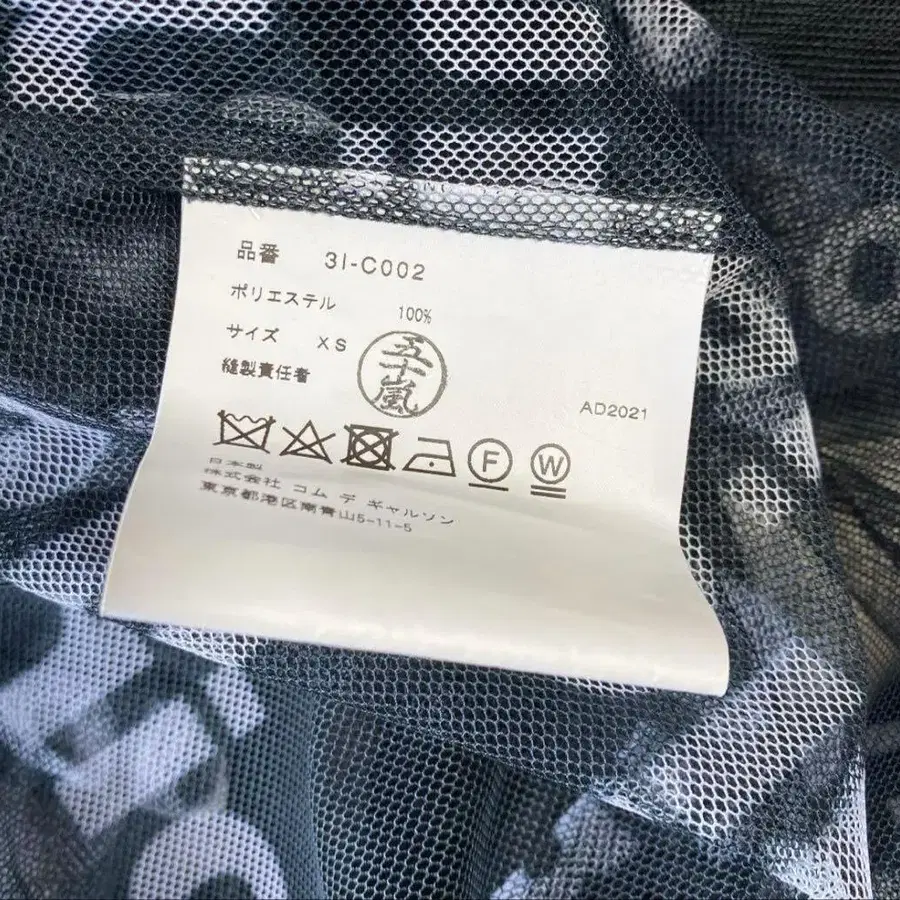 品番 3I-C002
ポリエステル 100%
サイズ XS
縫製責任者 五十嵐
AD2021
F W
日本製
株式会社 コム デ ギャルソン
東京都港区南青山5-11-5